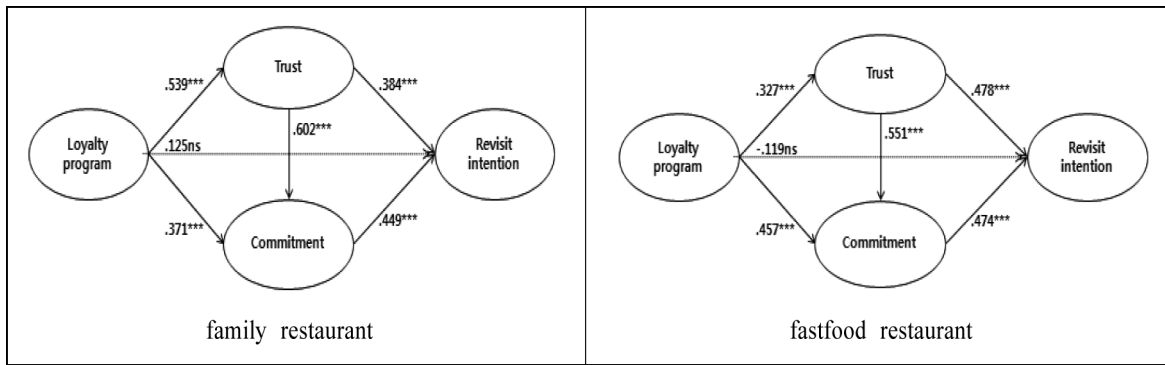 Trust
.539***
.384***
.602***
Loyalty
program
.125ns
Revisit
intention
.371***
.449***
Commitment
family restaurant
Trust
.327***
.478***
.551***
Loyalty
program
-.119ns
Revisit
intention
.457***
.474***
Commitment
fastfood restaurant